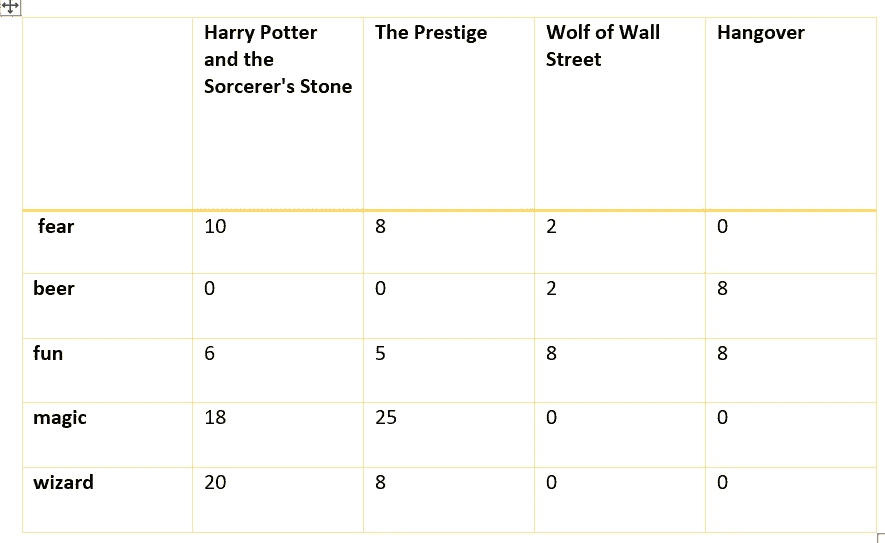 Harry Potter and the Sorcerer's Stone The Prestige Wolf of Wall Street Hangover
fear 10 8 2 0
beer 0 0 2 8
fun 6 5 8 8
magic 18 25 0 0
wizard 20 8 0 0